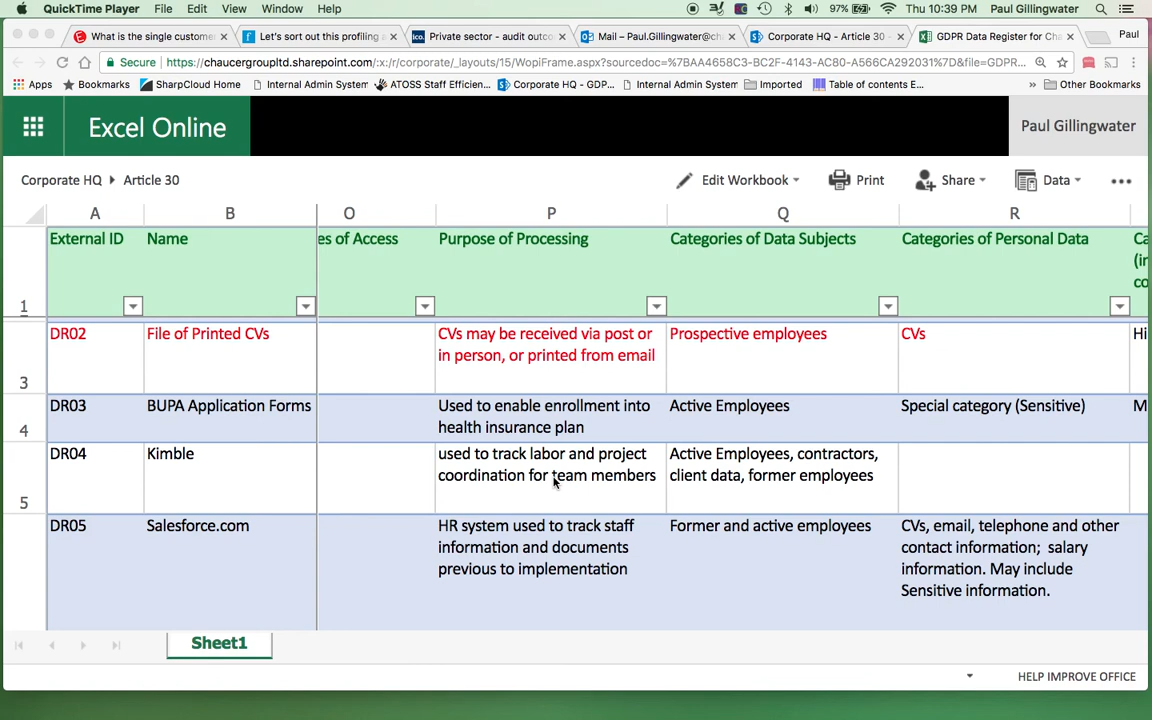 QuickTime Player File Edit View Window Help 97% Thu 10:39 PM Paul Gillingwater
What is the single custome × Let's sort out this profiling × Private sector - audit outco × Mail – Paul.Gillingwater@ch × Corporate HQ - Article 30 - × GDPR Data Register for Cha × Paul
Secure https://chaucergroupltd.sharepoint.com/:x:/r/corporate/_layouts/15/WopiFrame.aspx?sourcedoc=%7BAA4658C3-BC2F-4143-AC80-A566CA292031%7D&file=GDPR...
Apps Bookmarks SharpCloud Home Internal Admin System ATOSS Staff Efficien... Corporate HQ - GDP... Internal Admin System Imported Table of contents E... » Other Bookmarks
Excel Online Paul Gillingwater
Corporate HQ Article 30 Edit Workbook Print Share Data
A B O P Q R
External ID Name es of Access Purpose of Processing Categories of Data Subjects Categories of Personal Data Ca
(in
co
1
DR02 File of Printed CVs CVs may be received via post or Prospective employees CVs Hi
in person, or printed from email
3
DR03 BUPA Application Forms Used to enable enrollment into Active Employees Special category (Sensitive) M
health insurance plan
4
DR04 Kimble used to track labor and project Active Employees, contractors,
coordination for team members client data, former employees
5
DR05 Salesforce.com HR system used to track staff Former and active employees CVs, email, telephone and other
information and documents contact information; salary
previous to implementation information. May include
Sensitive information.
Sheet1
HELP IMPROVE OFFICE